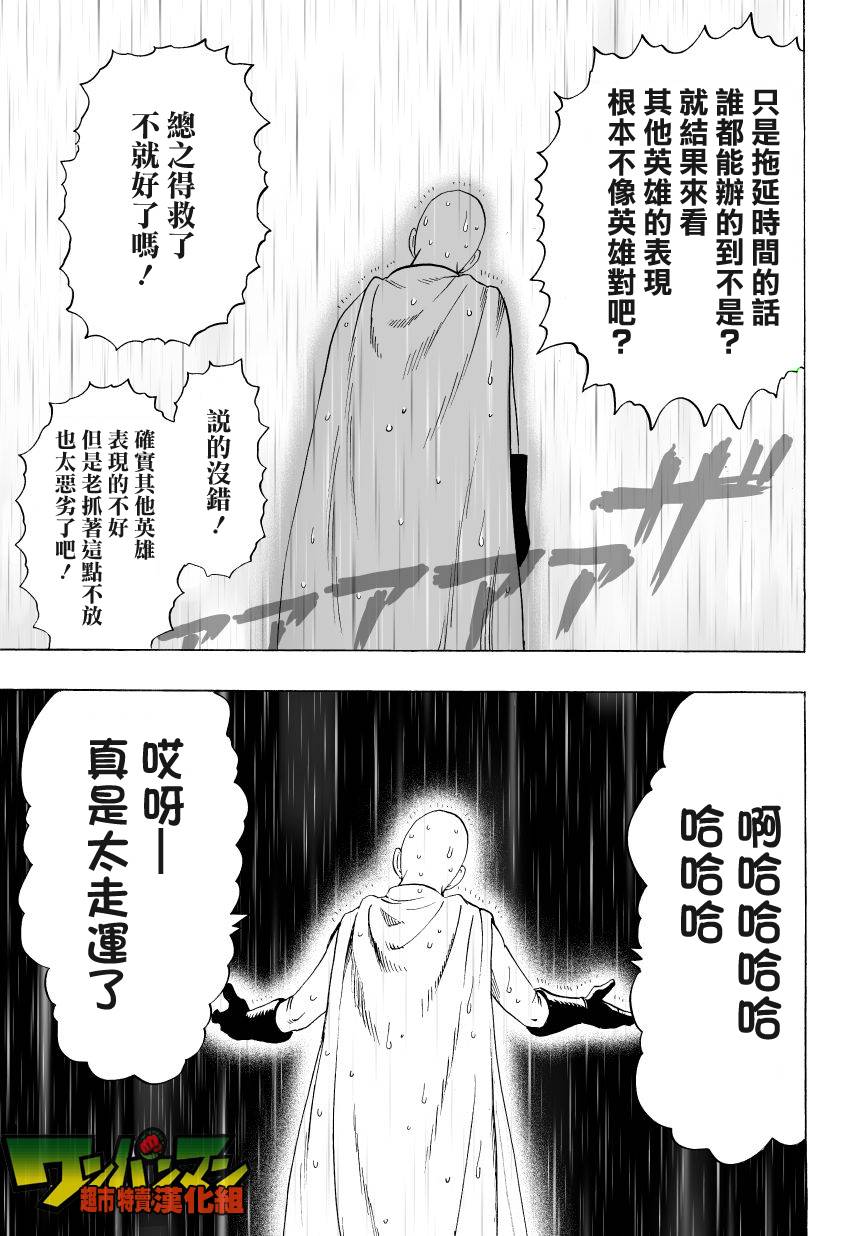 只是拖延時間的話
誰都能辦的到不是？
就結果來看
其他英雄的表現
根本不像英雄對吧？
總之得救了
不就好了嗎！
説的沒錯！
確實其他英雄
表現的不好
但是老抓著這點不放
也太惡劣了吧！
ザアアアアア
啊哈哈哈哈
哈哈哈
哎呀—
真是太走運了
ワンパンマン
超市特賣漢化組